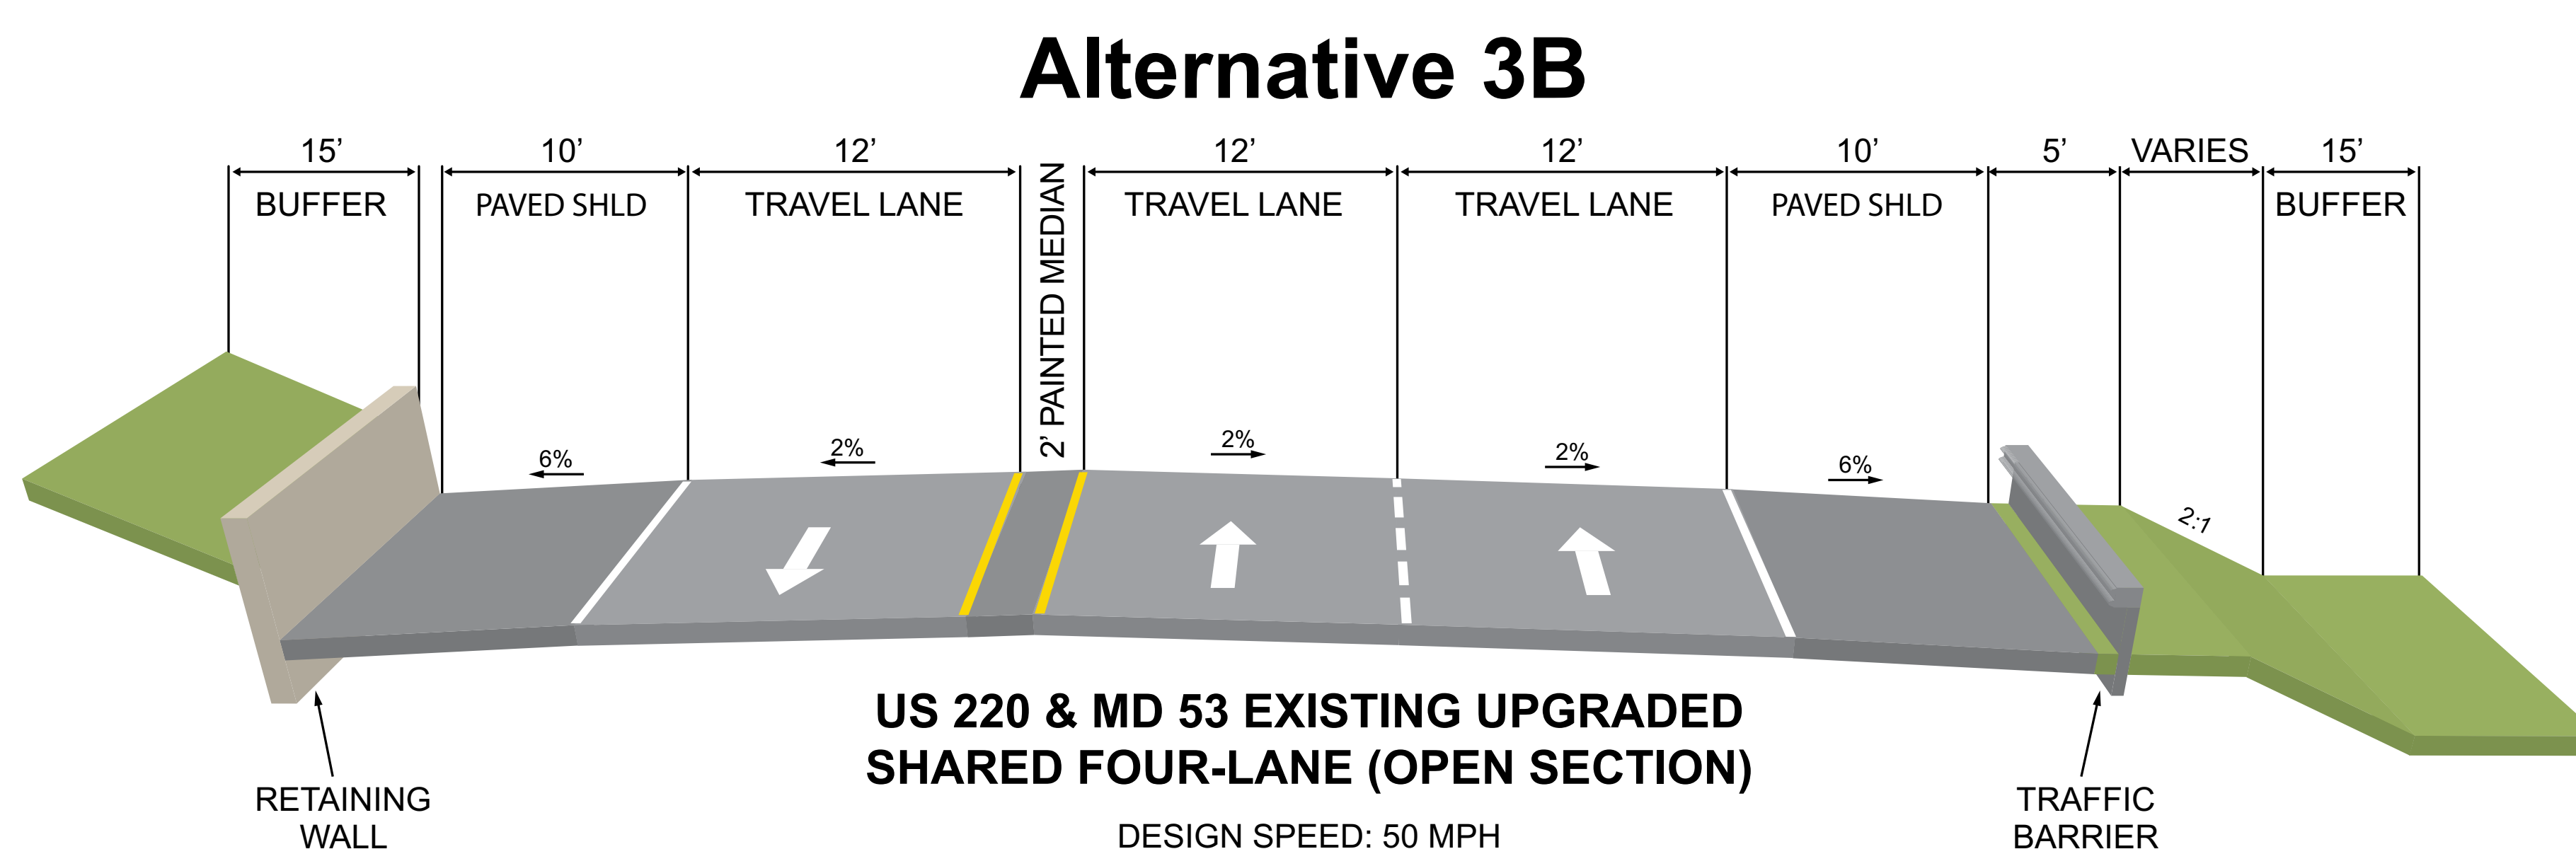 Alternative 3B
15’ 10’ 12’ 12’ 12’ 10’ 5’ VARIES 15’
BUFFER PAVED SHLD TRAVEL LANE 2’ PAINTED MEDIAN TRAVEL LANE TRAVEL LANE PAVED SHLD BUFFER
6% 2% 2% 2% 6% 2:1
US 220 & MD 53 EXISTING UPGRADED
SHARED FOUR-LANE (OPEN SECTION)
DESIGN SPEED: 50 MPH
RETAINING
WALL
TRAFFIC
BARRIER